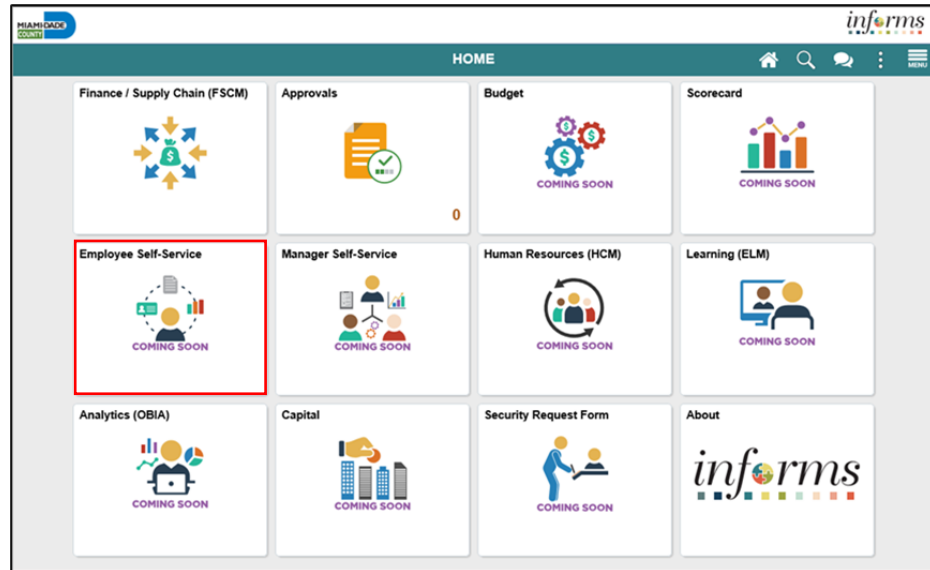 MIAMI-DADE
COUNTY
informs
HOME
MENU
Finance / Supply Chain (FSCM)
Approvals
Budget
Scorecard
$
$
$
$
COMING SOON
COMING SOON
0
Employee Self-Service
Manager Self-Service
Human Resources (HCM)
Learning (ELM)
COMING SOON
COMING SOON
COMING SOON
COMING SOON
Analytics (OBIA)
Capital
Security Request Form
About
informs
COMING SOON
COMING SOON
COMING SOON